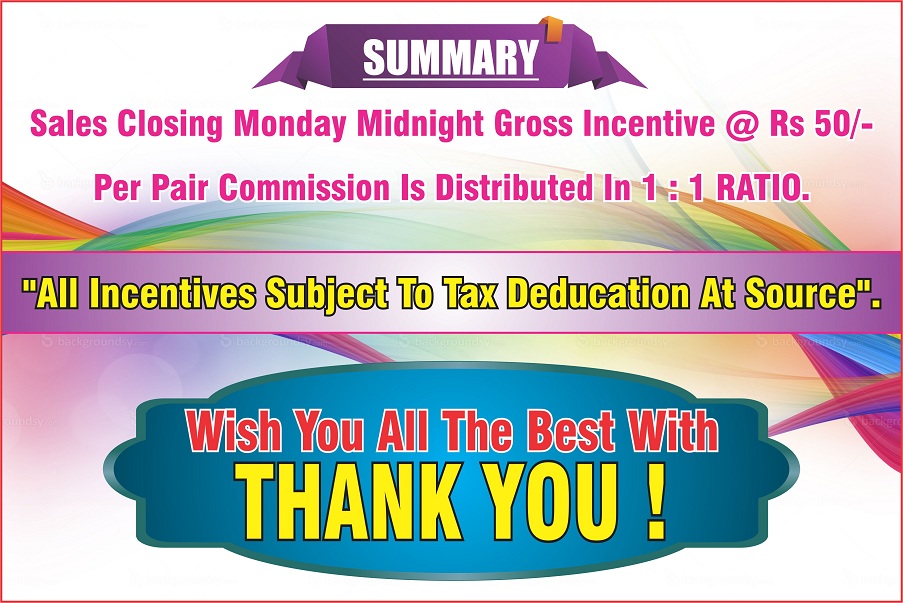 SUMMARY
Sales Closing Monday Midnight Gross Incentive @ Rs 50/-
Per Pair Commission Is Distributed In 1 : 1 RATIO.
"All Incentives Subject To Tax Deducation At Source".
backgroundsy
Wish You All The Best With
THANK YOU !